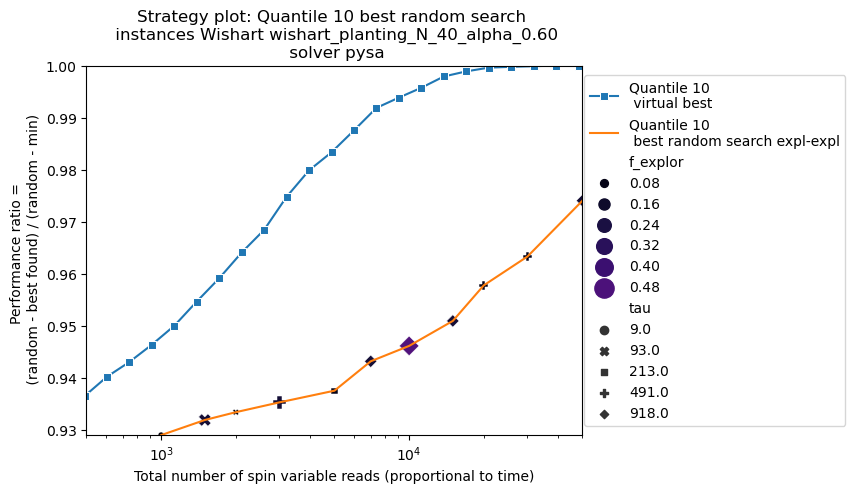 Strategy plot: Quantile 10 best random search
instances Wishart wishart_planting_N_40_alpha_0.60
solver pysa
1.00
0.99
0.98
0.97
0.96
0.95
0.94
0.93
Performance ratio =
(random - best found) / (random - min)
10^3
10^4
Total number of spin variable reads (proportional to time)
Quantile 10
virtual best
Quantile 10
best random search expl-expl
f_explor
0.08
0.16
0.24
0.32
0.40
0.48
tau
9.0
93.0
213.0
491.0
918.0